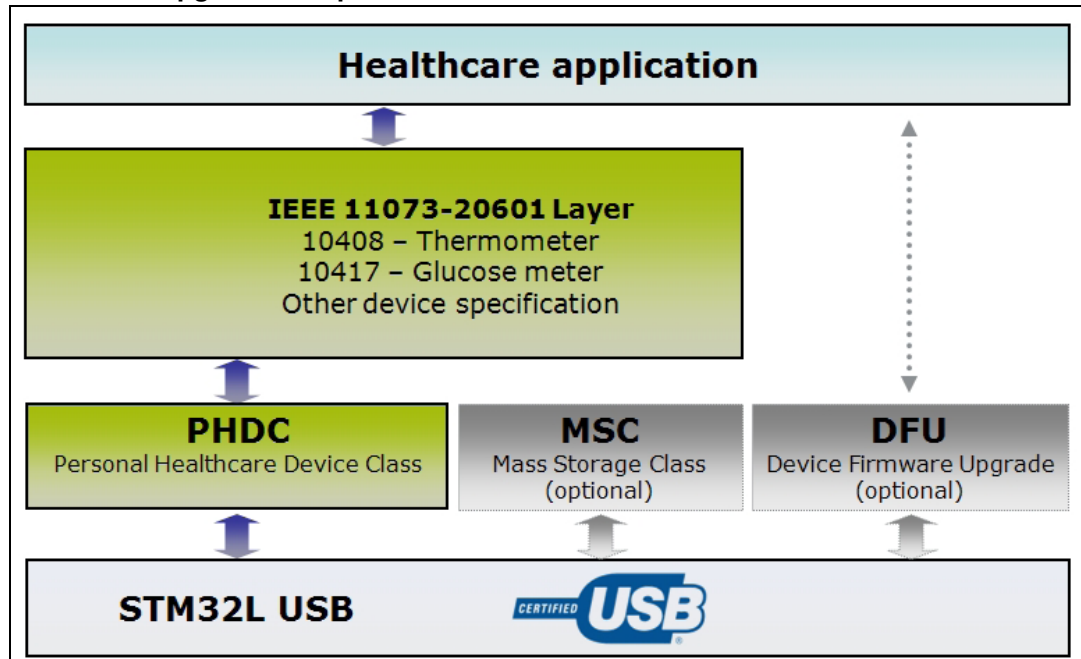 Healthcare application
IEEE 11073-20601 Layer
10408 – Thermometer
10417 – Glucose meter
Other device specification
PHDC
Personal Healthcare Device Class
MSC
Mass Storage Class
(optional)
DFU
Device Firmware Upgrade
(optional)
STM32L USB
CERTIFIED USB